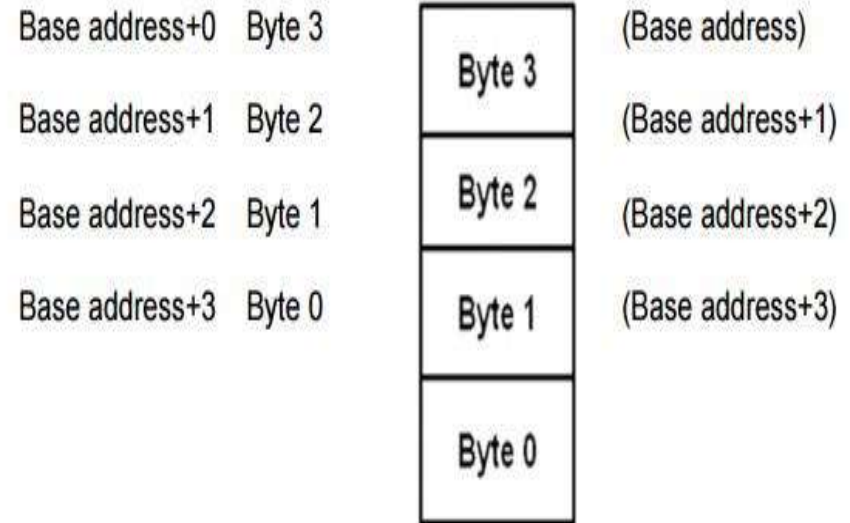 Base address+0 Byte 3 Byte 3 (Base address)
Base address+1 Byte 2 Byte 2 (Base address+1)
Base address+2 Byte 1 Byte 1 (Base address+2)
Base address+3 Byte 0 Byte 0 (Base address+3)